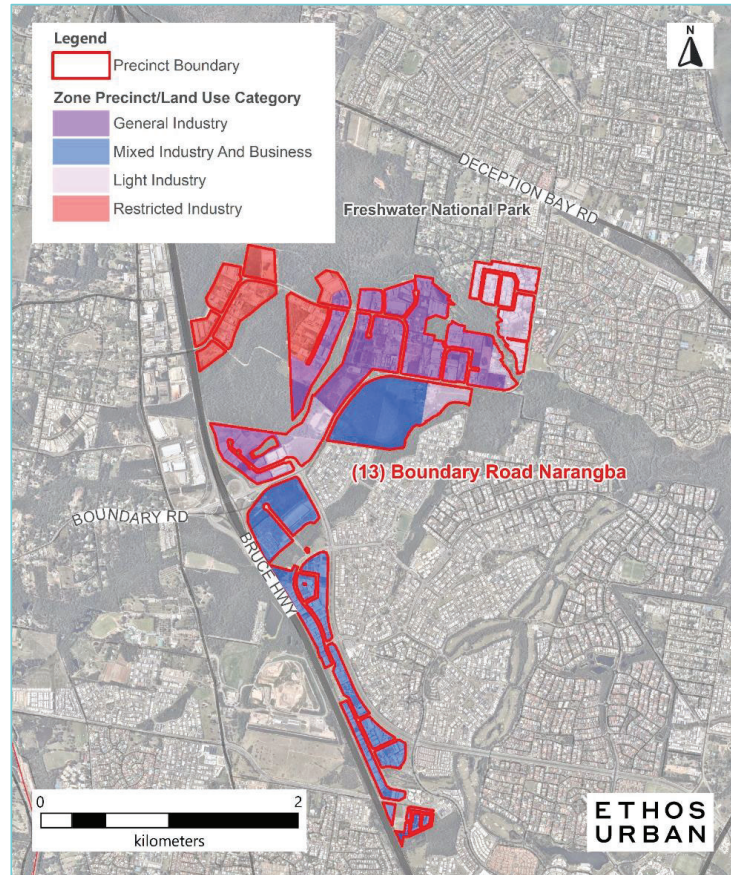 Legend
Precinct Boundary
Zone Precinct/Land Use Category
General Industry
Mixed Industry And Business
Light Industry
Restricted Industry
N
DECEPTION BAY RD
Freshwater National Park
(13) Boundary Road Narangba
BOUNDARY RD
BRUCE HWY
0 2
kilometers
ETHOS
URBAN